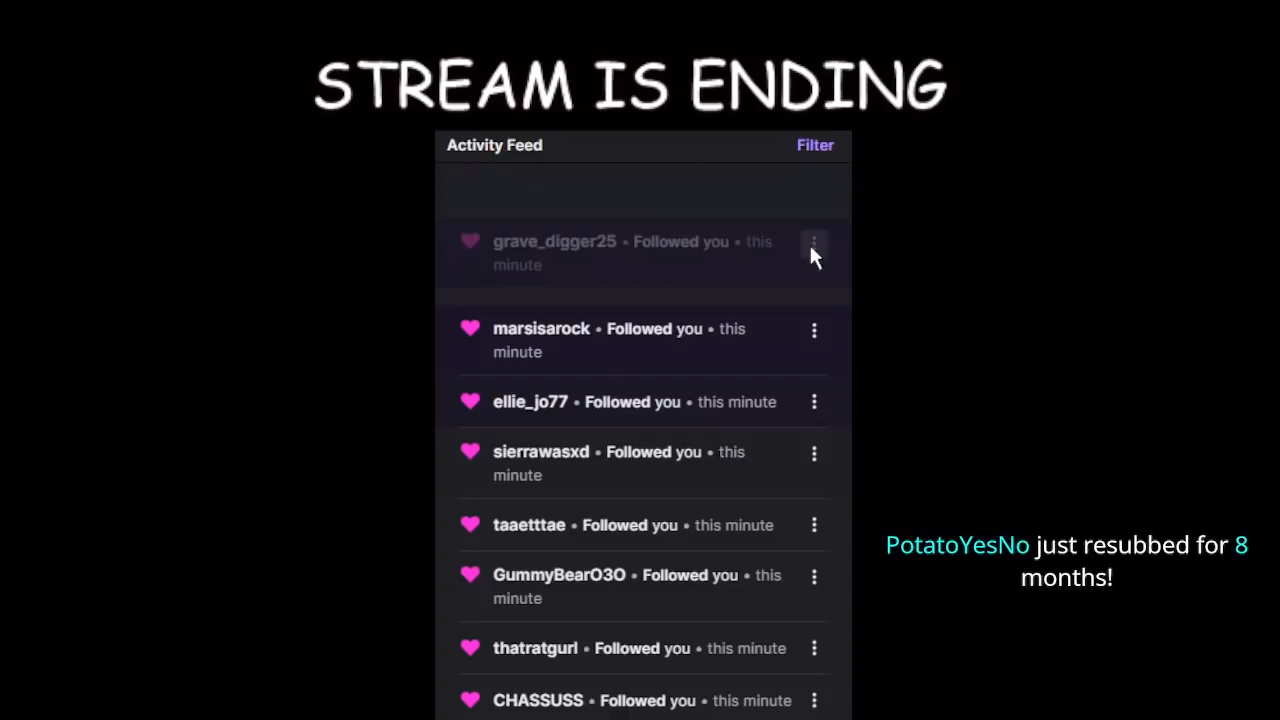 STREAM IS ENDING
Activity Feed Filter
grave_digger25 • Followed you • this
minute
marsisarock • Followed you • this
minute
ellie_jo77 • Followed you • this minute
sierrawasxd • Followed you • this
minute
taaetttae • Followed you • this minute
GummyBearO3O • Followed you • this
minute
thatratgurl • Followed you • this minute
CHASSUSS • Followed you • this minute
PotatoYesNo just resubbed for 8
months!